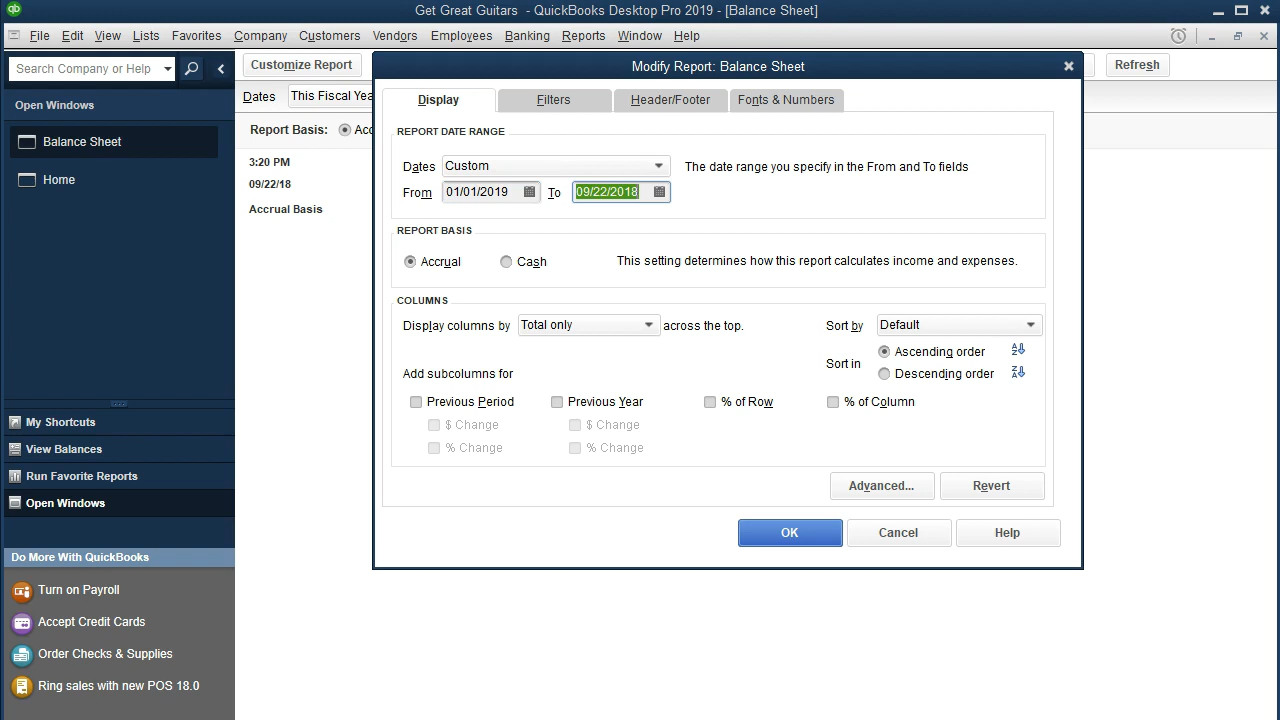 qb
Get Great Guitars - QuickBooks Desktop Pro 2019 - [Balance Sheet]
File Edit View Lists Favorites Company Customers Vendors Employees Banking Reports Window Help
Search Company or Help
Customize Report
Modify Report: Balance Sheet
Refresh
Open Windows
Dates
This Fiscal Yea
Display
Filters
Header/Footer
Fonts & Numbers
Report Basis:
REPORT DATE RANGE
Balance Sheet
3:20 PM
Dates Custom The date range you specify in the From and To fields
Home
09/22/18
From 01/01/2019 To 09/22/2018
Accrual Basis
REPORT BASIS
Accrual Cash This setting determines how this report calculates income and expenses.
COLUMNS
Display columns by Total only across the top. Sort by Default
Sort in
Ascending order
Descending order
Add subcolumns for
Previous Period Previous Year % of Row % of Column
$ Change $ Change
% Change % Change
My Shortcuts
View Balances
Run Favorite Reports
Open Windows
Advanced... Revert
OK Cancel Help
Do More With QuickBooks
Turn on Payroll
Accept Credit Cards
Order Checks & Supplies
Ring sales with new POS 18.0